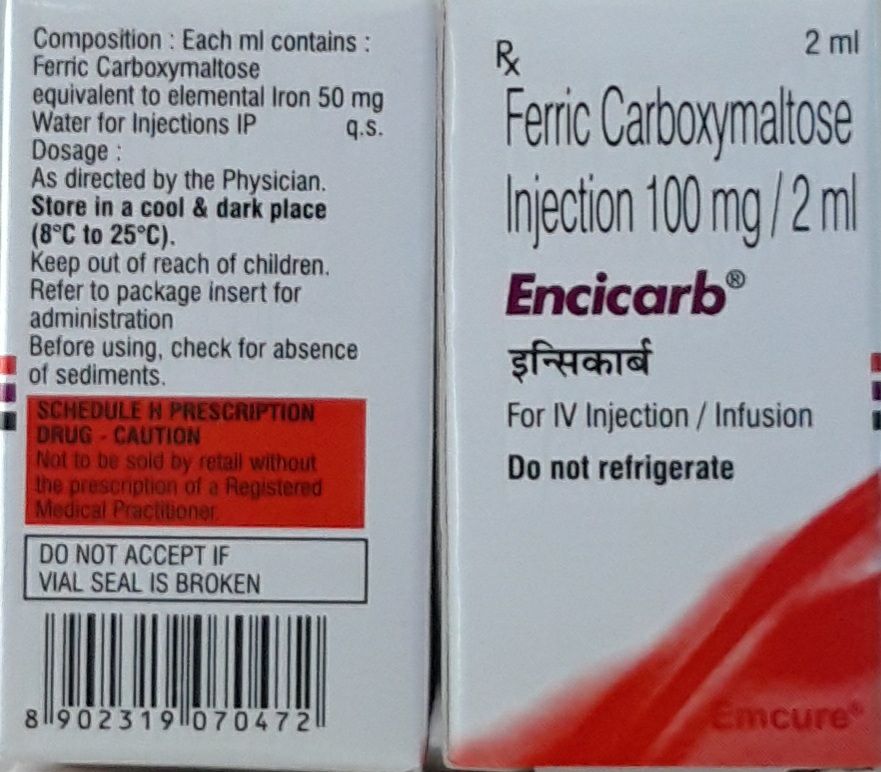 Composition : Each ml contains :
Ferric Carboxymaltose
equivalent to elemental Iron 50 mg
Water for Injections IP q.s.
Dosage :
As directed by the Physician.
Store in a cool & dark place
(8°C to 25°C).
Keep out of reach of children.
Refer to package insert for
administration
Before using, check for absence
of sediments.
SCHEDULE H PRESCRIPTION
DRUG - CAUTION
Not to be sold by retail without
the prescription of a Registered
Medical Practitioner.
DO NOT ACCEPT IF
VIAL SEAL IS BROKEN
8 902319 070472
Rx 2 ml
Ferric Carboxymaltose
Injection 100 mg / 2 ml
Encicarb®
इन्सिकार्ब
For IV Injection / Infusion
Do not refrigerate
Emcure®